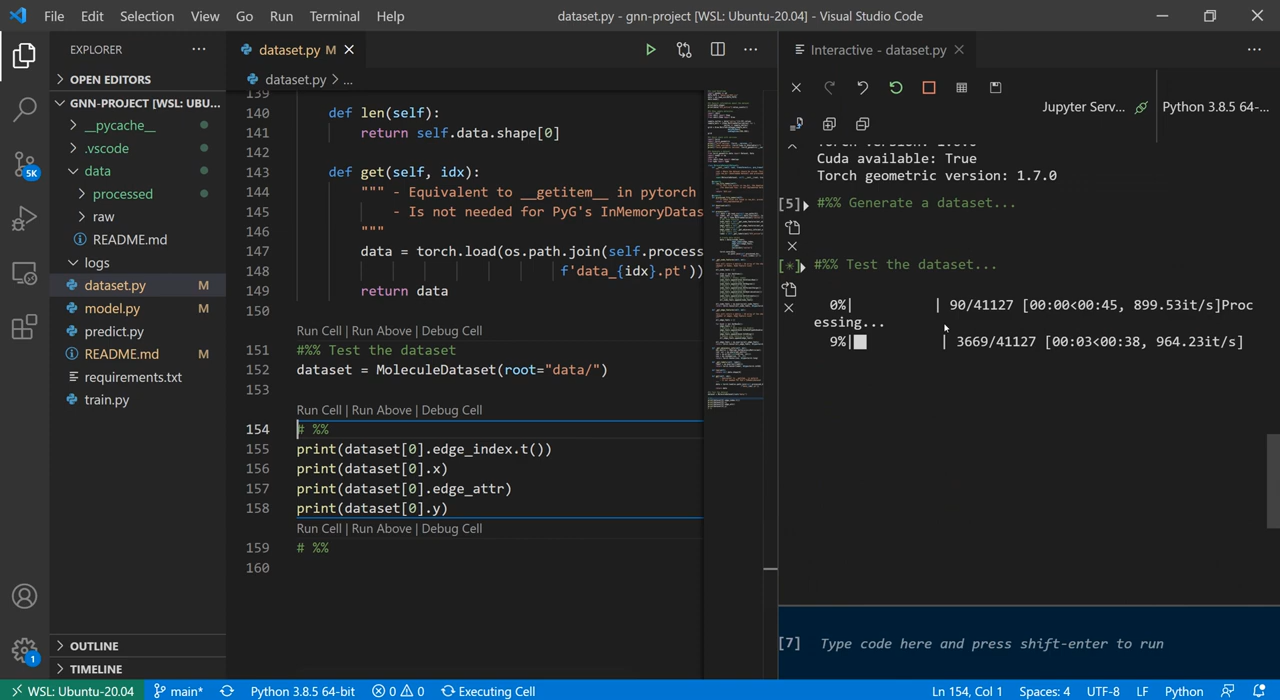 File Edit Selection View Go Run Terminal Help
dataset.py - gnn-project [WSL: Ubuntu-20.04] - Visual Studio Code
EXPLORER
OPEN EDITORS
GNN-PROJECT [WSL: UBU...
__pycache__
.vscode
data
processed
raw
README.md
logs
dataset.py M
model.py M
predict.py
README.md M
requirements.txt
train.py
OUTLINE
TIMELINE
5K
1
dataset.py M
dataset.py > ...
139
140 def len(self):
141 return self.data.shape[0]
142
143 def get(self, idx):
144 """ - Equivalent to __getitem__ in pytorch
145 - Is not needed for PyG's InMemoryDatas
146 """
147 data = torch.load(os.path.join(self.process
148 f'data_{idx}.pt'))
149 return data
150
Run Cell | Run Above | Debug Cell
151 #%% Test the dataset
152 dataset = MoleculeDataset(root="data/")
153
Run Cell | Run Above | Debug Cell
154 # %%
155 print(dataset[0].edge_index.t())
156 print(dataset[0].x)
157 print(dataset[0].edge_attr)
158 print(dataset[0].y)
Run Cell | Run Above | Debug Cell
159 # %%
160
Interactive - dataset.py
Jupyter Serv... Python 3.8.5 64-...
Cuda available: True
Torch geometric version: 1.7.0
[5] #%% Generate a dataset...
[*] #%% Test the dataset...
0%| | 90/41127 [00:00<00:45, 899.53it/s]Proc
essing...
9%| | 3669/41127 [00:03<00:38, 964.23it/s]
[7] Type code here and press shift-enter to run
WSL: Ubuntu-20.04 main* Python 3.8.5 64-bit 0 0 Executing Cell Ln 154, Col 1 Spaces: 4 UTF-8 LF Python